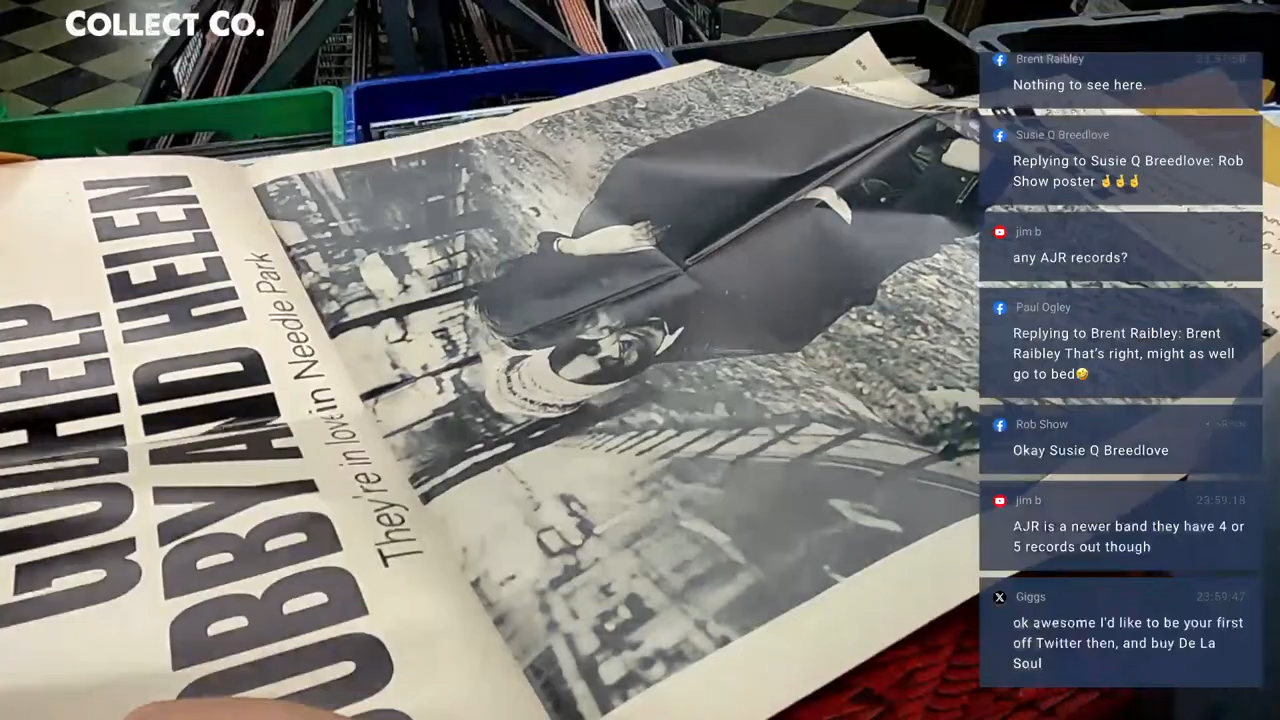 COLLECT CO.
GOD HELP
BOBBY AND HELEN
They're in love in Needle Park
Brent Raibley
Nothing to see here.
Susie Q Breedlove
Replying to Susie Q Breedlove: Rob
Show poster 🤞🤞🤞
jim b
any AJR records?
Paul Ogley
Replying to Brent Raibley: Brent
Raibley That's right, might as well
go to bed🤣
Rob Show
Okay Susie Q Breedlove
jim b 23:59:18
AJR is a newer band they have 4 or
5 records out though
Giggs 23:59:47
ok awesome I'd like to be your first
off Twitter then, and buy De La
Soul